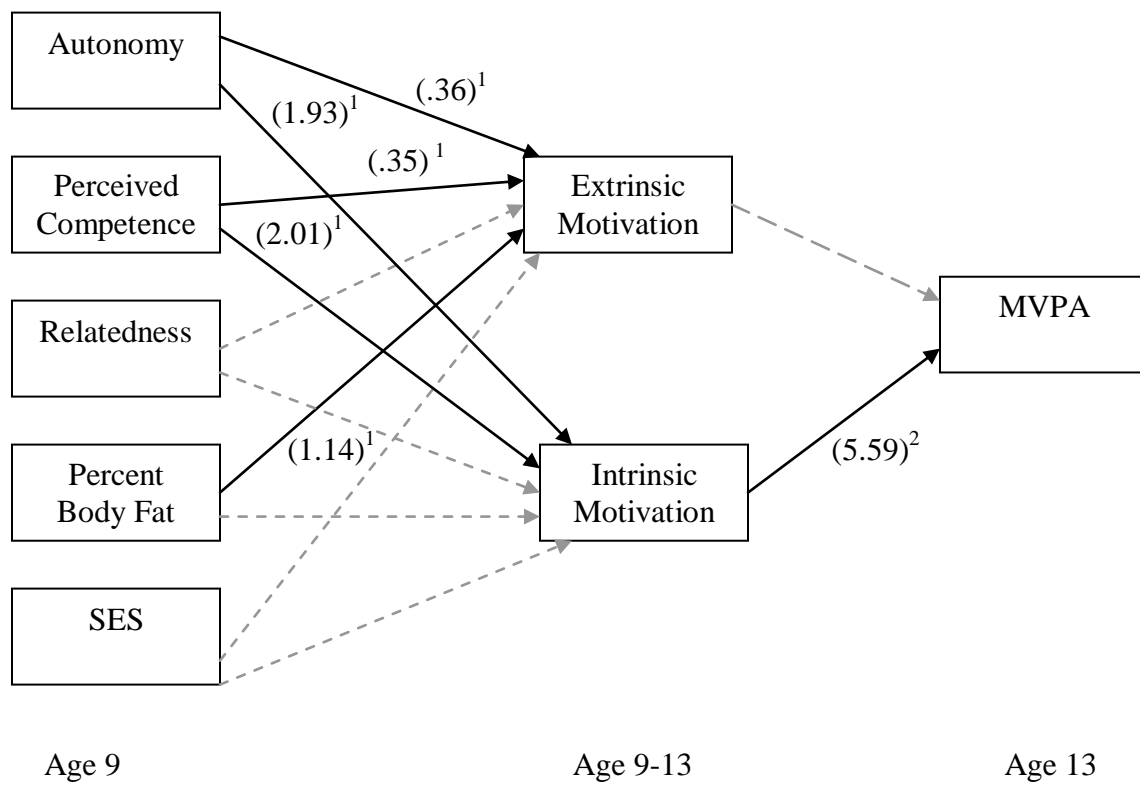 Autonomy
(.36)¹
(1.93)¹
(.35) ¹
Perceived
Competence
Extrinsic
Motivation
(2.01)¹
Relatedness
MVPA
(1.14)¹
(5.59)²
Percent
Body Fat
Intrinsic
Motivation
SES
Age 9
Age 9-13
Age 13